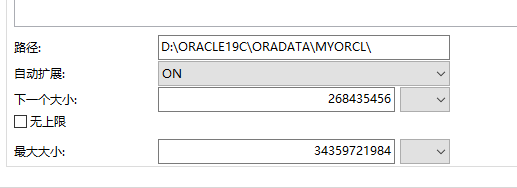 路径: D:\ORACLE19C\ORADATA\MYORCL\
自动扩展: ON
下一个大小: 268435456
无上限
最大大小: 34359721984